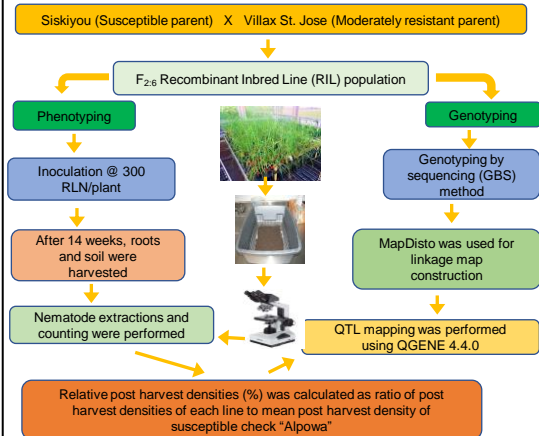 Siskiyou (Susceptible parent) X Villax St. Jose (Moderately resistant parent)
F2:6 Recombinant Inbred Line (RIL) population
Phenotyping
Genotyping
Inoculation @ 300
RLN/plant
Genotyping by
sequencing (GBS)
method
After 14 weeks, roots
and soil were
harvested
MapDisto was used for
linkage map
construction
Nematode extractions and
counting were performed
QTL mapping was performed
using QGENE 4.4.0
Relative post harvest densities (%) was calculated as ratio of post
harvest densities of each line to mean post harvest density of
susceptible check "Alpowa"